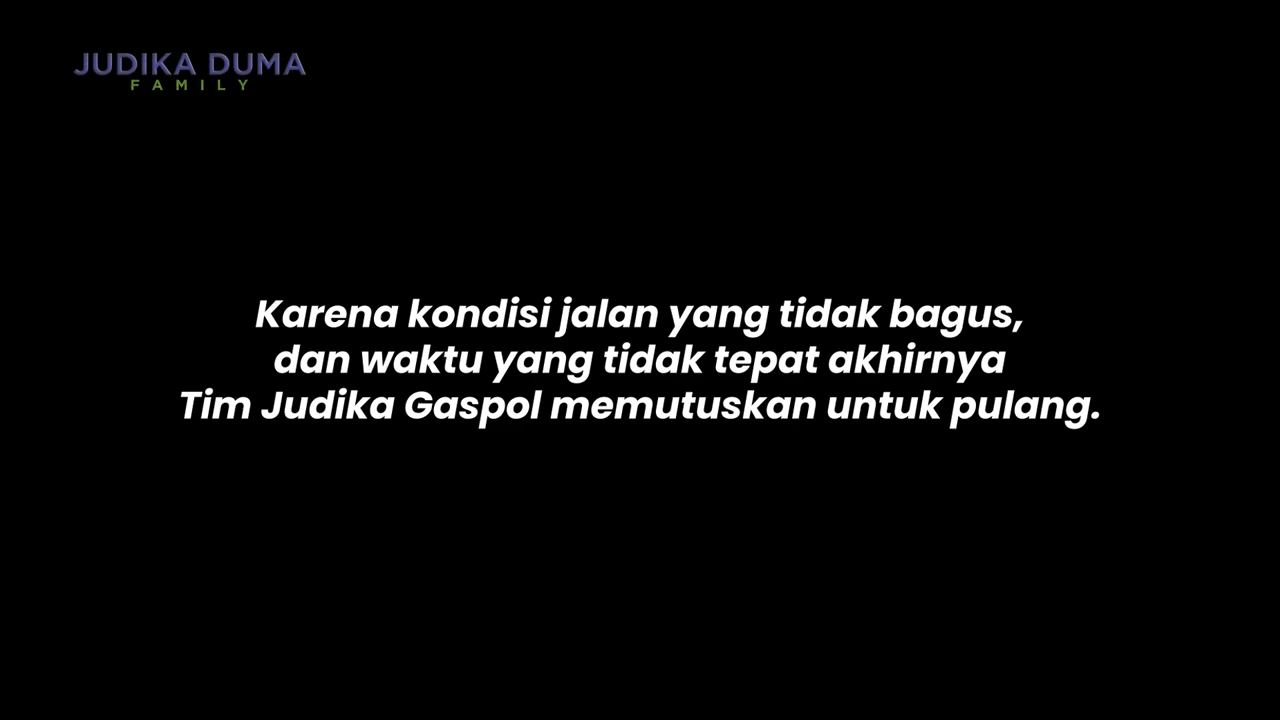 JUDIKA DUMA
FAMILY
Karena kondisi jalan yang tidak bagus,
dan waktu yang tidak tepat akhirnya
Tim Judika Gaspol memutuskan untuk pulang.